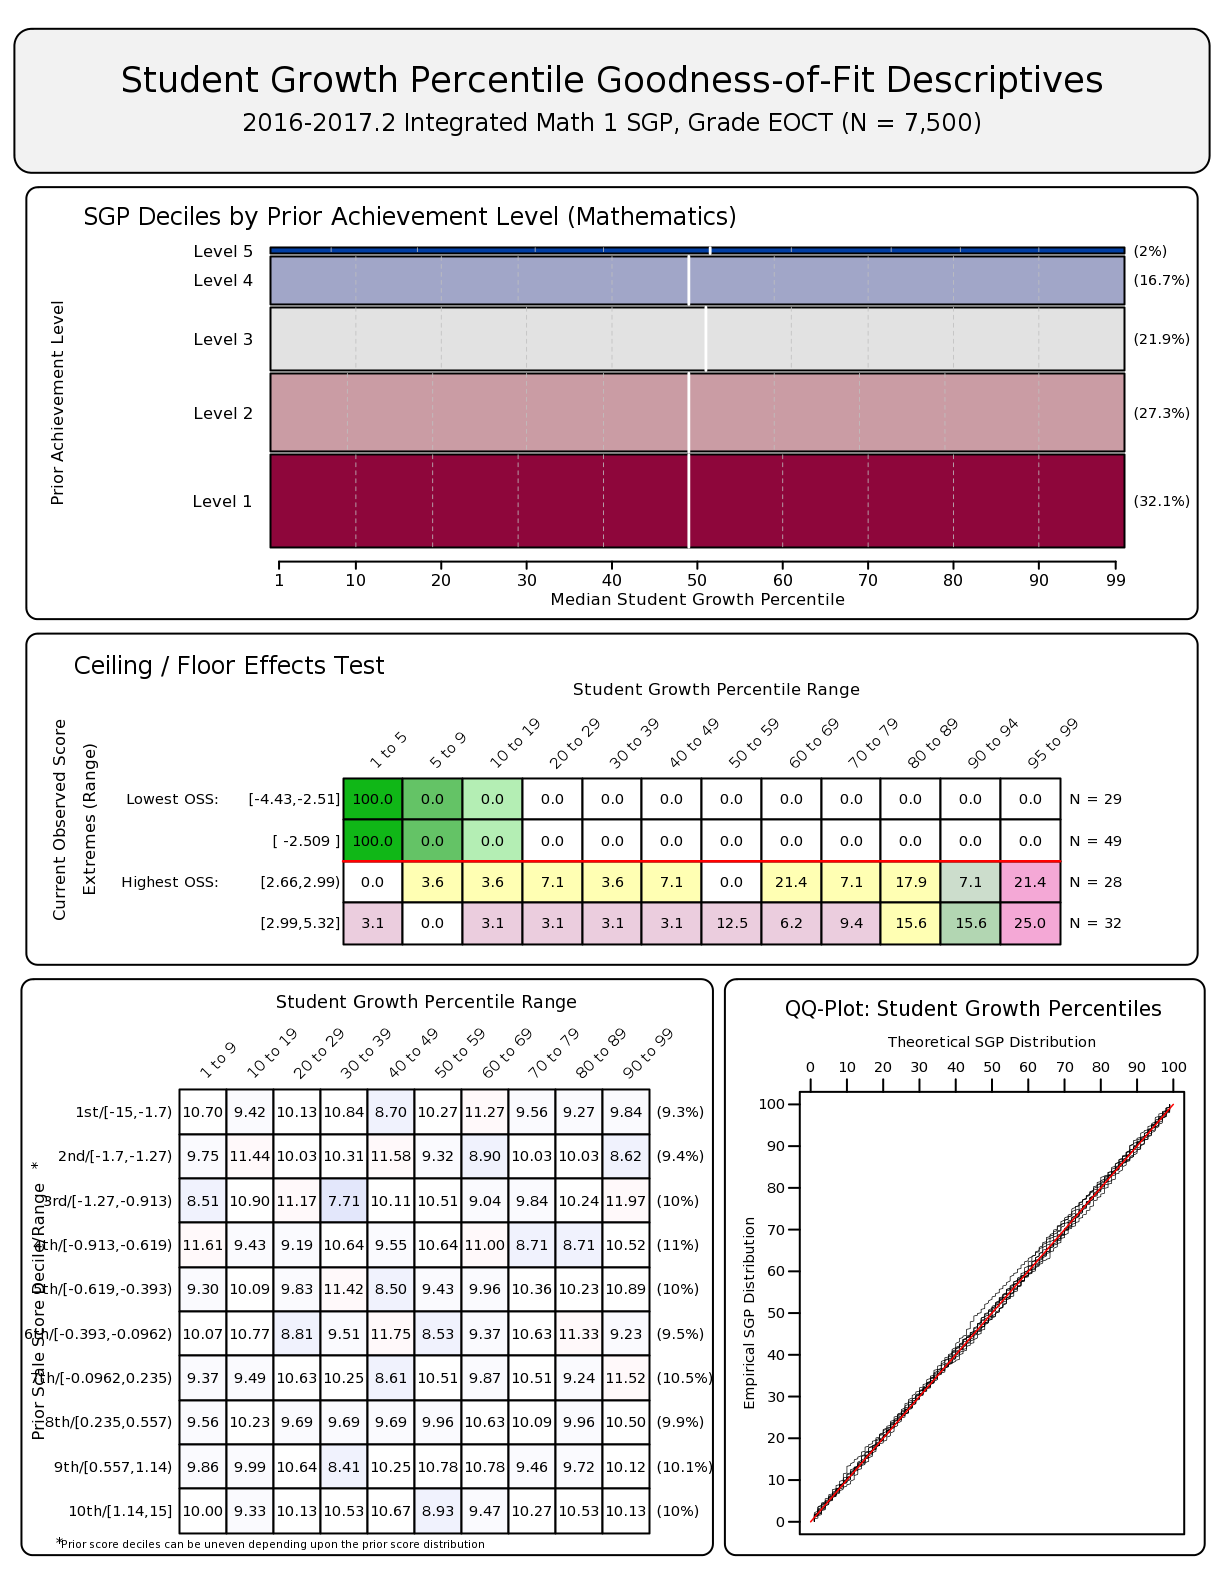 Student Growth Percentile Goodness-of-Fit Descriptives
2016-2017.2 Integrated Math 1 SGP, Grade EOCT (N = 7,500)
SGP Deciles by Prior Achievement Level (Mathematics)
Prior Achievement Level
Level 5 (2%)
Level 4 (16.7%)
Level 3 (21.9%)
Level 2 (27.3%)
Level 1 (32.1%)
1 10 20 30 40 50 60 70 80 90 99
Median Student Growth Percentile
Ceiling / Floor Effects Test
Student Growth Percentile Range
Current Observed Score
Extremes (Range)
1 to 5 5 to 9 10 to 19 20 to 29 30 to 39 40 to 49 50 to 59 60 to 69 70 to 79 80 to 89 90 to 94 95 to 99
Lowest OSS: [-4.43,-2.51] 100.0 0.0 0.0 0.0 0.0 0.0 0.0 0.0 0.0 0.0 0.0 0.0 N = 29
[ -2.509 ] 100.0 0.0 0.0 0.0 0.0 0.0 0.0 0.0 0.0 0.0 0.0 0.0 N = 49
Highest OSS: [2.66,2.99) 0.0 3.6 3.6 7.1 3.6 7.1 0.0 21.4 7.1 17.9 7.1 21.4 N = 28
[2.99,5.32] 3.1 0.0 3.1 3.1 3.1 3.1 12.5 6.2 9.4 15.6 15.6 25.0 N = 32
Student Growth Percentile Range
Prior Scale Score Decile/Range *
1 to 9 10 to 19 20 to 29 30 to 39 40 to 49 50 to 59 60 to 69 70 to 79 80 to 89 90 to 99
1st/[-15,-1.7) 10.70 9.42 10.13 10.84 8.70 10.27 11.27 9.56 9.27 9.84 (9.3%)
2nd/[-1.7,-1.27) 9.75 11.44 10.03 10.31 11.58 9.32 8.90 10.03 10.03 8.62 (9.4%)
3rd/[-1.27,-0.913) 8.51 10.90 11.17 7.71 10.11 10.51 9.04 9.84 10.24 11.97 (10%)
4th/[-0.913,-0.619) 11.61 9.43 9.19 10.64 9.55 10.64 11.00 8.71 8.71 10.52 (11%)
5th/[-0.619,-0.393) 9.30 10.09 9.83 11.42 8.50 9.43 9.96 10.36 10.23 10.89 (10%)
6th/[-0.393,-0.0962) 10.07 10.77 8.81 9.51 11.75 8.53 9.37 10.63 11.33 9.23 (9.5%)
7th/[-0.0962,0.235) 9.37 9.49 10.63 10.25 8.61 10.51 9.87 10.51 9.24 11.52 (10.5%)
8th/[0.235,0.557) 9.56 10.23 9.69 9.69 9.69 9.96 10.63 10.09 9.96 10.50 (9.9%)
9th/[0.557,1.14) 9.86 9.99 10.64 8.41 10.25 10.78 10.78 9.46 9.72 10.12 (10.1%)
10th/[1.14,15] 10.00 9.33 10.13 10.53 10.67 8.93 9.47 10.27 10.53 10.13 (10%)
*Prior score deciles can be uneven depending upon the prior score distribution
QQ-Plot: Student Growth Percentiles
Theoretical SGP Distribution
0 10 20 30 40 50 60 70 80 90 100
Empirical SGP Distribution
100
90
80
70
60
50
40
30
20
10
0